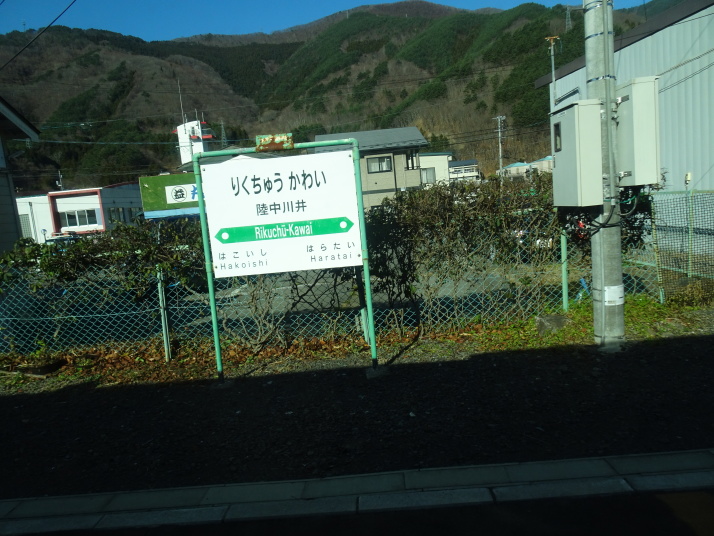 りくちゅうかわい
陸中川井
Rikuchū-Kawai
はこいし はらたい
Hakoishi Haratai
益